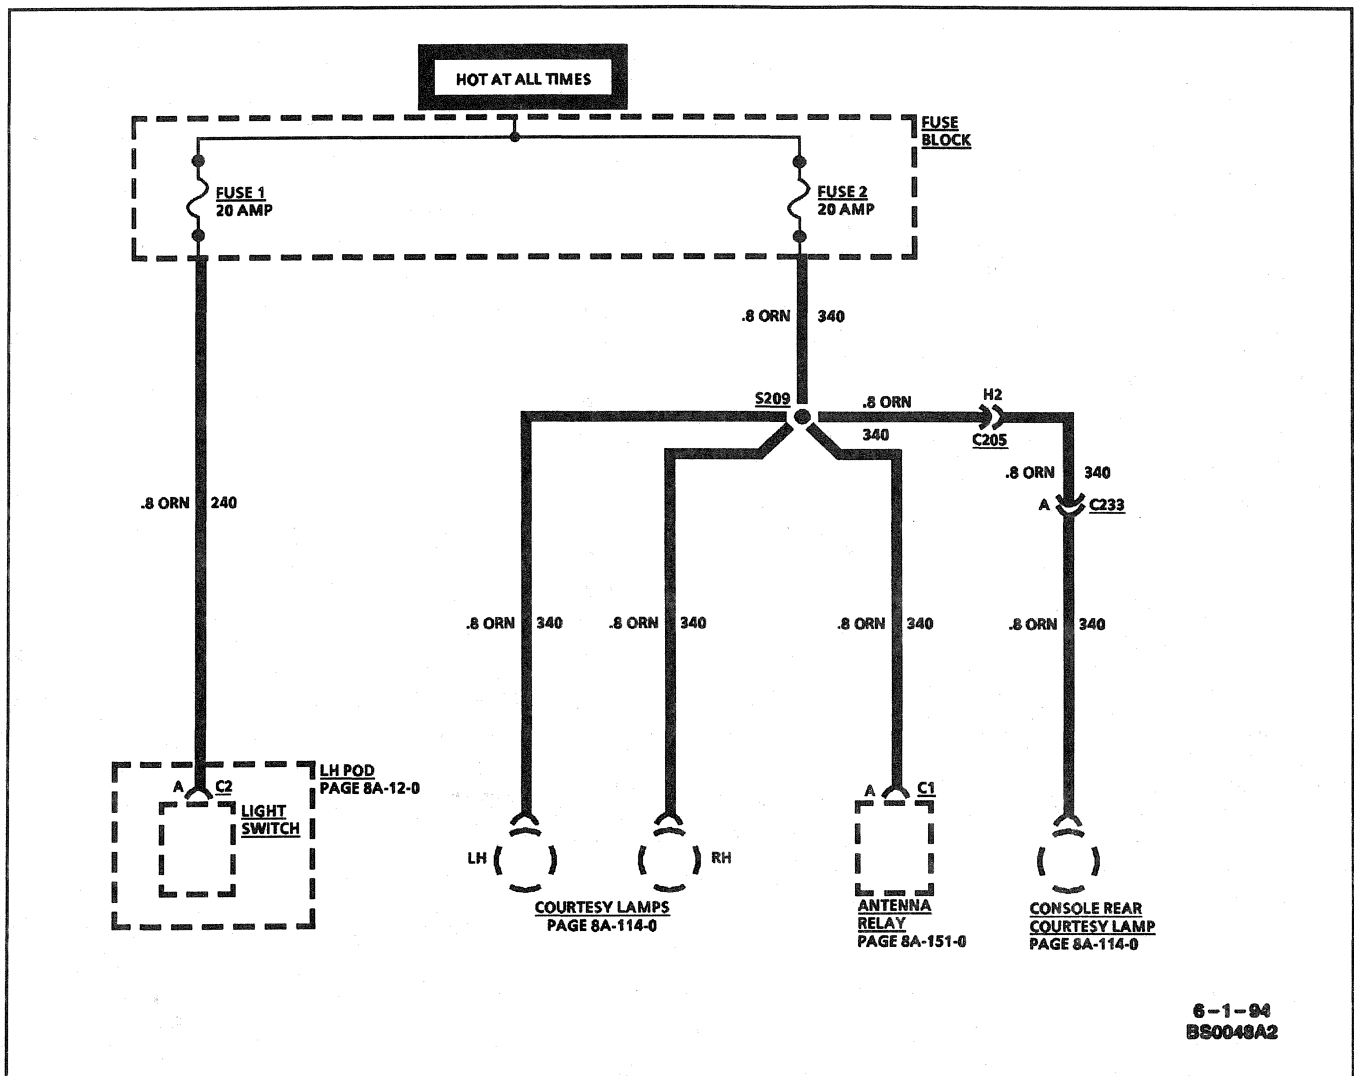 HOT AT ALL TIMES
FUSE
BLOCK
FUSE 1
20 AMP
FUSE 2
20 AMP
.8 ORN 340
S209
.8 ORN
340
H2
C205
.8 ORN 340
A C233
.8 ORN 240
.8 ORN 340
.8 ORN 340
.8 ORN 340
.8 ORN 340
LH POD
PAGE 8A-12-0
A C2
LIGHT
SWITCH
A C1
LH
RH
COURTESY LAMPS
PAGE 8A-114-0
ANTENNA
RELAY
PAGE 8A-151-0
CONSOLE REAR
COURTESY LAMP
PAGE 8A-114-0
6-1-94
BS0048A2